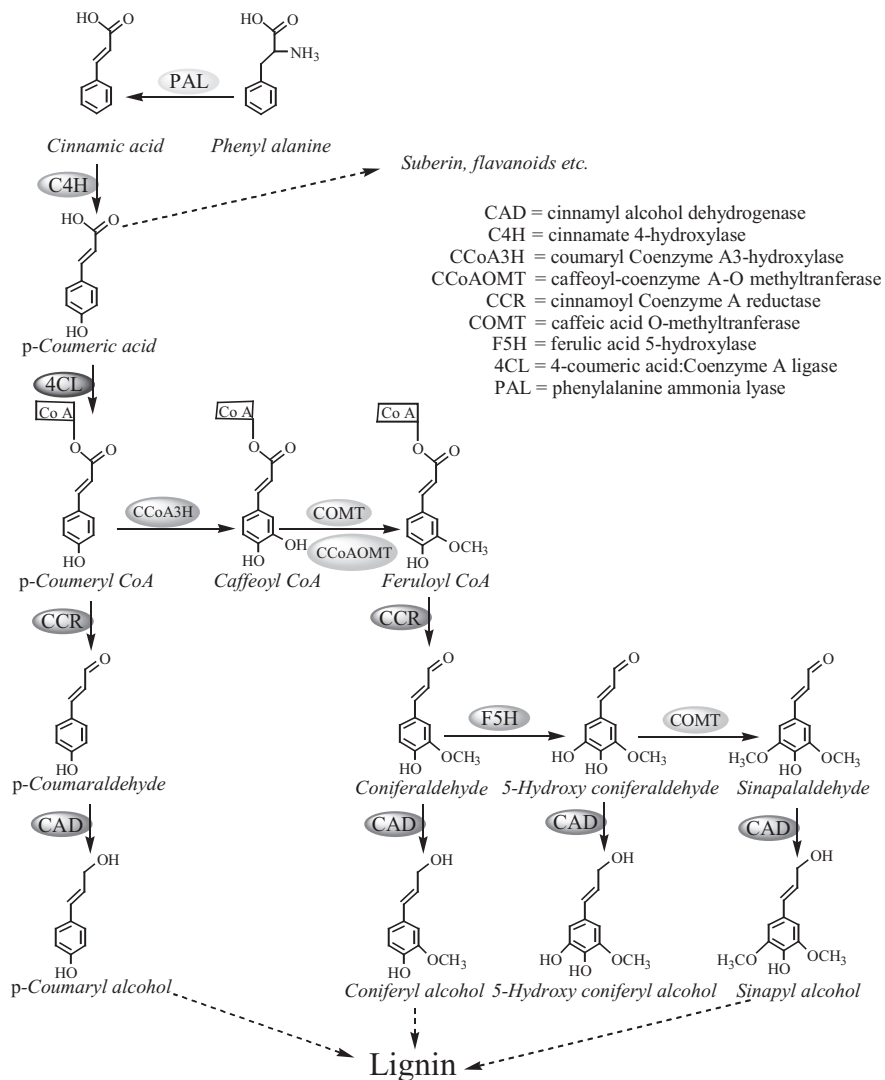 HO O HO O
NH₃
PAL
Cinnamic acid Phenyl alanine
C4H
Suberin, flavanoids etc.
HO O
HO
p-Coumeric acid
CAD = cinnamyl alcohol dehydrogenase
C4H = cinnamate 4-hydroxylase
CCoA3H = coumaryl Coenzyme A3-hydroxylase
CCoAOMT = caffeoyl-coenzyme A-O methyltranferase
CCR = cinnamoyl Coenzyme A reductase
COMT = caffeic acid O-methyltranferase
F5H = ferulic acid 5-hydroxylase
4CL = 4-coumeric acid:Coenzyme A ligase
PAL = phenylalanine ammonia lyase
4CL
Co A Co A Co A
O O O O O O
CCoA3H COMT
CCoAOMT
HO HO OH HO OCH₃
p-Coumeryl CoA Caffeoyl CoA Feruloyl CoA
CCR CCR
O O O O
F5H COMT
HO HO OCH₃ HO HO OCH₃ H₃CO HO OCH₃
p-Coumaraldehyde Coniferaldehyde 5-Hydroxy coniferaldehyde Sinapalaldehyde
CAD CAD CAD CAD
OH OH OH OH
HO HO OCH₃ HO HO OCH₃ H₃CO HO OCH₃
p-Coumaryl alcohol Coniferyl alcohol 5-Hydroxy coniferyl alcohol Sinapyl alcohol
Lignin